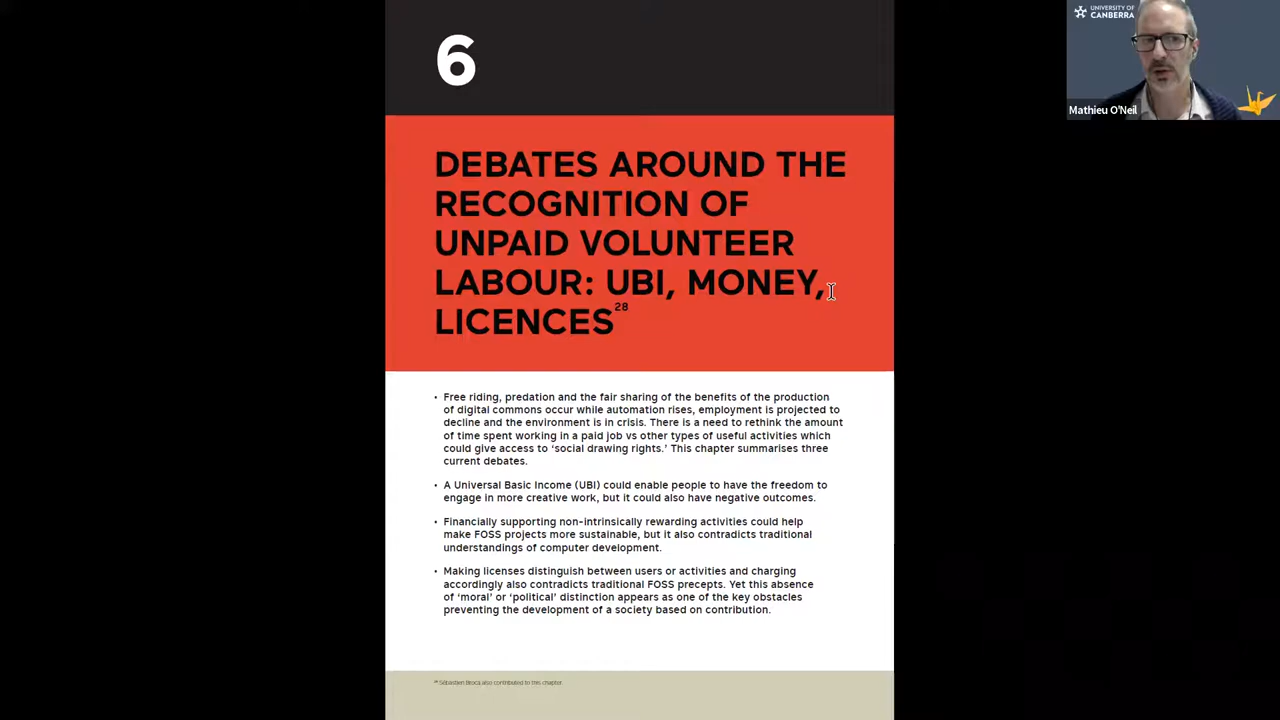 6
DEBATES AROUND THE
RECOGNITION OF
UNPAID VOLUNTEER
LABOUR: UBI, MONEY,
LICENCES28
• Free riding, predation and the fair sharing of the benefits of the production
of digital commons occur while automation rises, employment is projected to
decline and the environment is in crisis. There is a need to rethink the amount
of time spent working in a paid job vs other types of useful activities which
could give access to ‘social drawing rights.’ This chapter summarises three
current debates.
• A Universal Basic Income (UBI) could enable people to have the freedom to
engage in more creative work, but it could also have negative outcomes.
• Financially supporting non-intrinsically rewarding activities could help
make FOSS projects more sustainable, but it also contradicts traditional
understandings of computer development.
• Making licenses distinguish between users or activities and charging
accordingly also contradicts traditional FOSS precepts. Yet this absence
of ‘moral’ or ‘political’ distinction appears as one of the key obstacles
preventing the development of a society based on contribution.
28 Sébastien Broca also contributed to this chapter.
UNIVERSITY OF
CANBERRA
Mathieu O'Neil